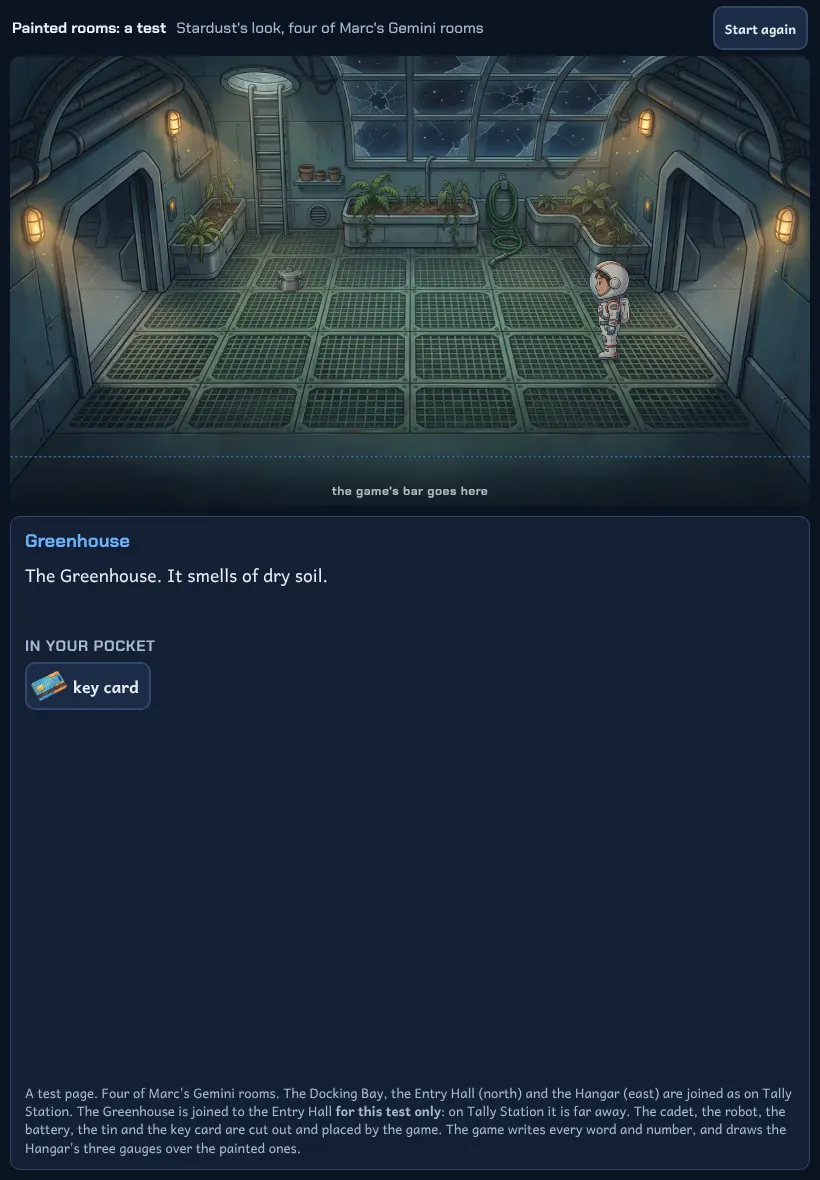 Painted rooms: a test Stardust's look, four of Marc's Gemini rooms
Start again
the game's bar goes here
Greenhouse
The Greenhouse. It smells of dry soil.
IN YOUR POCKET
key card
A test page. Four of Marc's Gemini rooms. The Docking Bay, the Entry Hall (north) and the Hangar (east) are joined as on Tally
Station. The Greenhouse is joined to the Entry Hall for this test only: on Tally Station it is far away. The cadet, the robot, the
battery, the tin and the key card are cut out and placed by the game. The game writes every word and number, and draws the
Hangar's three gauges over the painted ones.